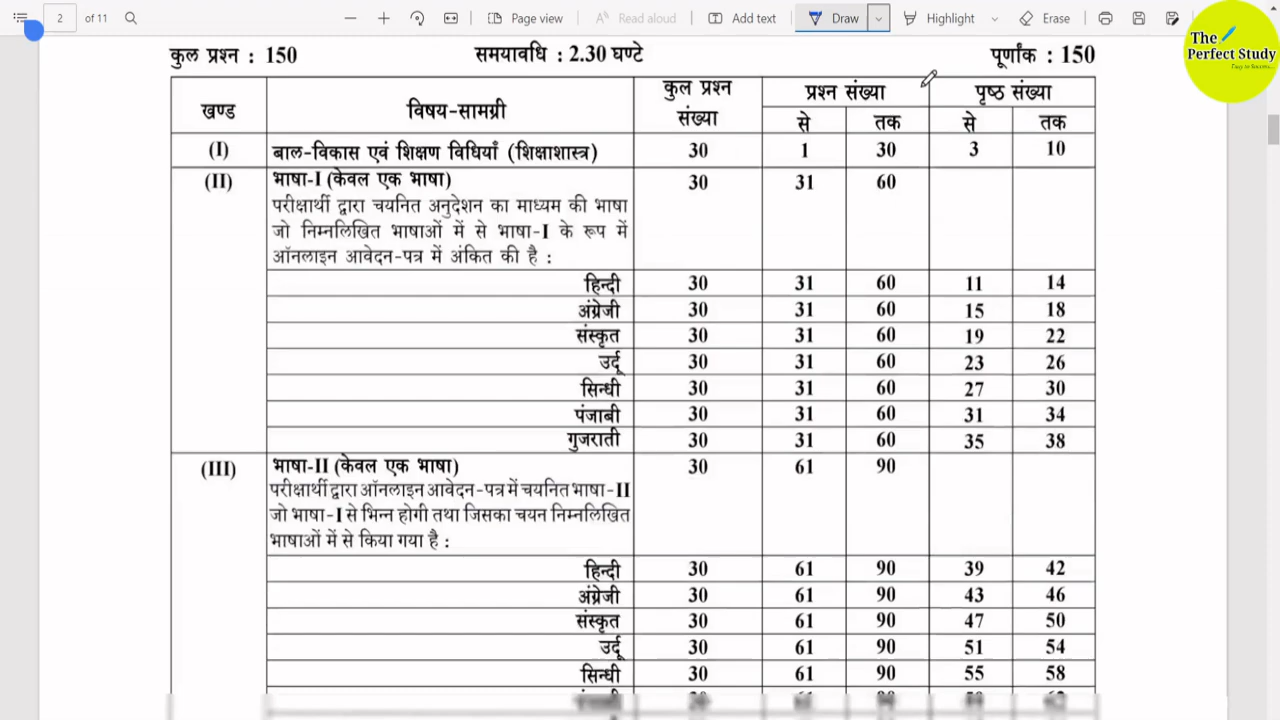 2 of 11 Page view Read aloud Add text Draw Highlight Erase
The Perfect Study
Easy to Success...
कुल प्रश्न : 150 समयावधि : 2.30 घण्टे पूर्णांक : 150
खण्ड विषय-सामग्री कुल प्रश्न संख्या प्रश्न संख्या पृष्ठ संख्या
से तक से तक
(I) बाल-विकास एवं शिक्षण विधियाँ (शिक्षाशास्त्र) 30 1 30 3 10
(II) भाषा-I (केवल एक भाषा) 30 31 60
परीक्षार्थी द्वारा चयनित अनुदेशन का माध्यम की भाषा
जो निम्नलिखित भाषाओं में से भाषा-I के रूप में
ऑनलाइन आवेदन-पत्र में अंकित की है :
हिन्दी 30 31 60 11 14
अंग्रेजी 30 31 60 15 18
संस्कृत 30 31 60 19 22
उर्दू 30 31 60 23 26
सिन्धी 30 31 60 27 30
पंजाबी 30 31 60 31 34
गुजराती 30 31 60 35 38
(III) भाषा-II (केवल एक भाषा) 30 61 90
परीक्षार्थी द्वारा ऑनलाइन आवेदन-पत्र में चयनित भाषा-II
जो भाषा-I से भिन्न होगी तथा जिसका चयन निम्नलिखित
भाषाओं में से किया गया है :
हिन्दी 30 61 90 39 42
अंग्रेजी 30 61 90 43 46
संस्कृत 30 61 90 47 50
उर्दू 30 61 90 51 54
सिन्धी 30 61 90 55 58